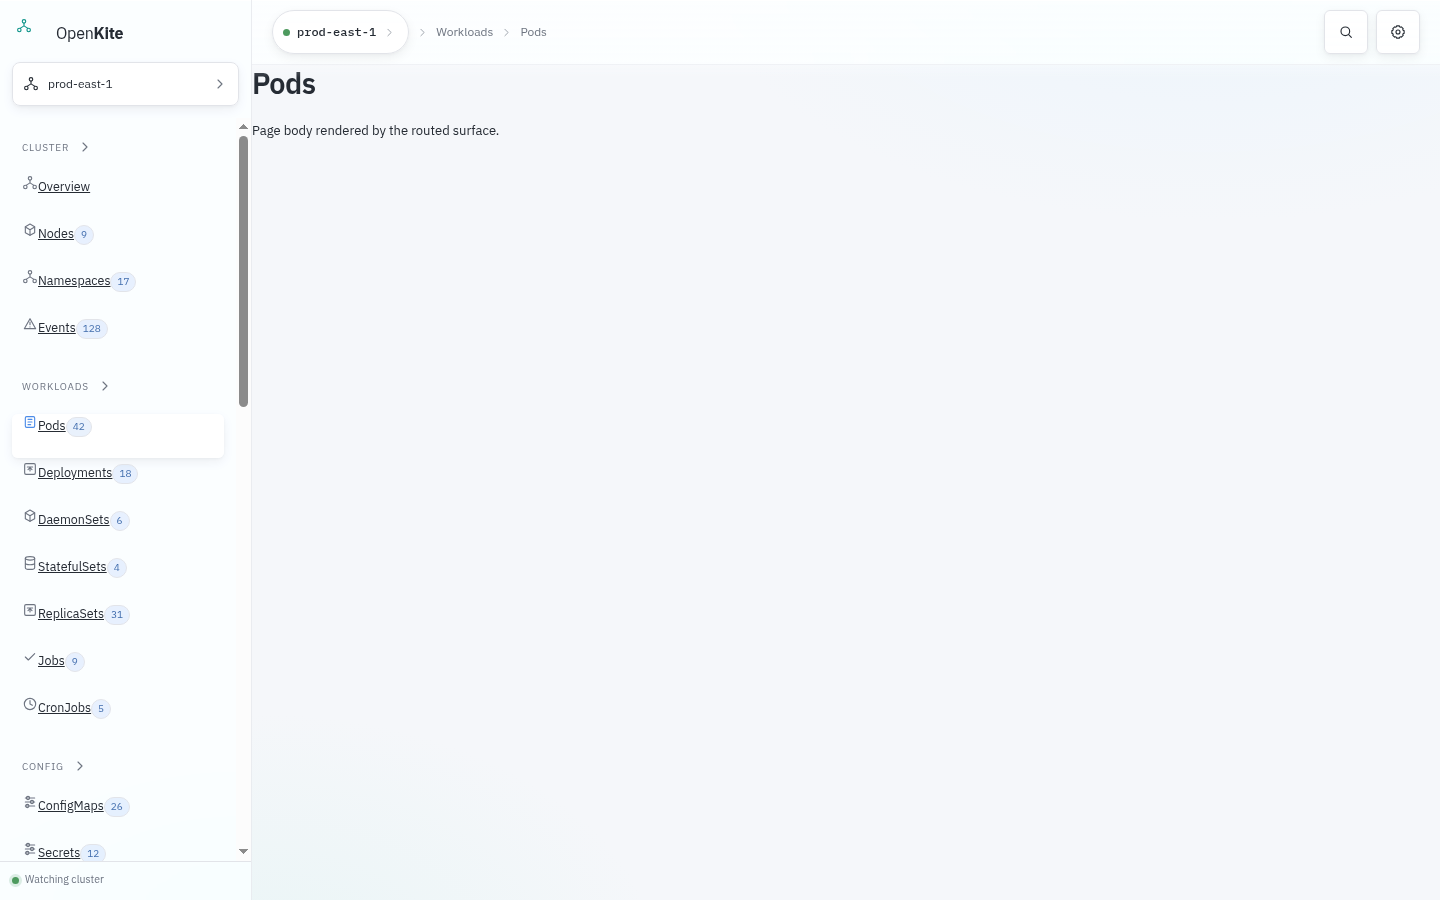 OpenKite
prod-east-1
CLUSTER
Overview
Nodes 9
Namespaces 17
Events 128
WORKLOADS
Pods 42
Deployments 18
DaemonSets 6
StatefulSets 4
ReplicaSets 31
Jobs 9
CronJobs 5
CONFIG
ConfigMaps 26
Secrets 12
Watching cluster
prod-east-1 Workloads Pods
Pods
Page body rendered by the routed surface.